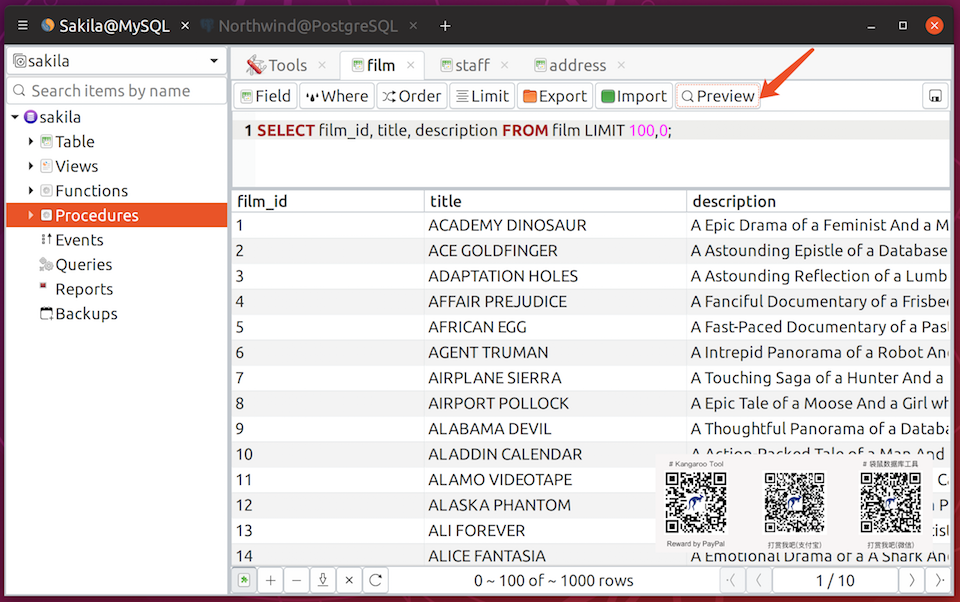 Sakila@MySQL
Northwind@PostgreSQL
sakila
Search items by name
sakila
Table
Views
Functions
Procedures
Events
Queries
Reports
Backups
Tools
film
staff
address
Field
Where
Order
Limit
Export
Import
Preview
1 SELECT film_id, title, description FROM film LIMIT 100,0;
film_id title description
1 ACADEMY DINOSAUR A Epic Drama of a Feminist And a M
2 ACE GOLDFINGER A Astounding Epistle of a Database
3 ADAPTATION HOLES A Astounding Reflection of a Lumb
4 AFFAIR PREJUDICE A Fanciful Documentary of a Frisbe
5 AFRICAN EGG A Fast-Paced Documentary of a Pas
6 AGENT TRUMAN A Intrepid Panorama of a Robot An
7 AIRPLANE SIERRA A Touching Saga of a Hunter And a
8 AIRPORT POLLOCK A Epic Tale of a Moose And a Girl wh
9 ALABAMA DEVIL A Thoughtful Panorama of a Databa
10 ALADDIN CALENDAR A Action-Packed Tale of a Man And
11 ALAMO VIDEOTAPE
12 ALASKA PHANTOM
13 ALI FOREVER
14 ALICE FANTASIA A Emotional Drama of a A Shark An
# Kangaroo Tool
# 袋鼠数据库工具
Reward by PayPal
打赏我吧(支付宝)
打赏我吧(微信)
0 ~ 100 of ~ 1000 rows
1 / 10